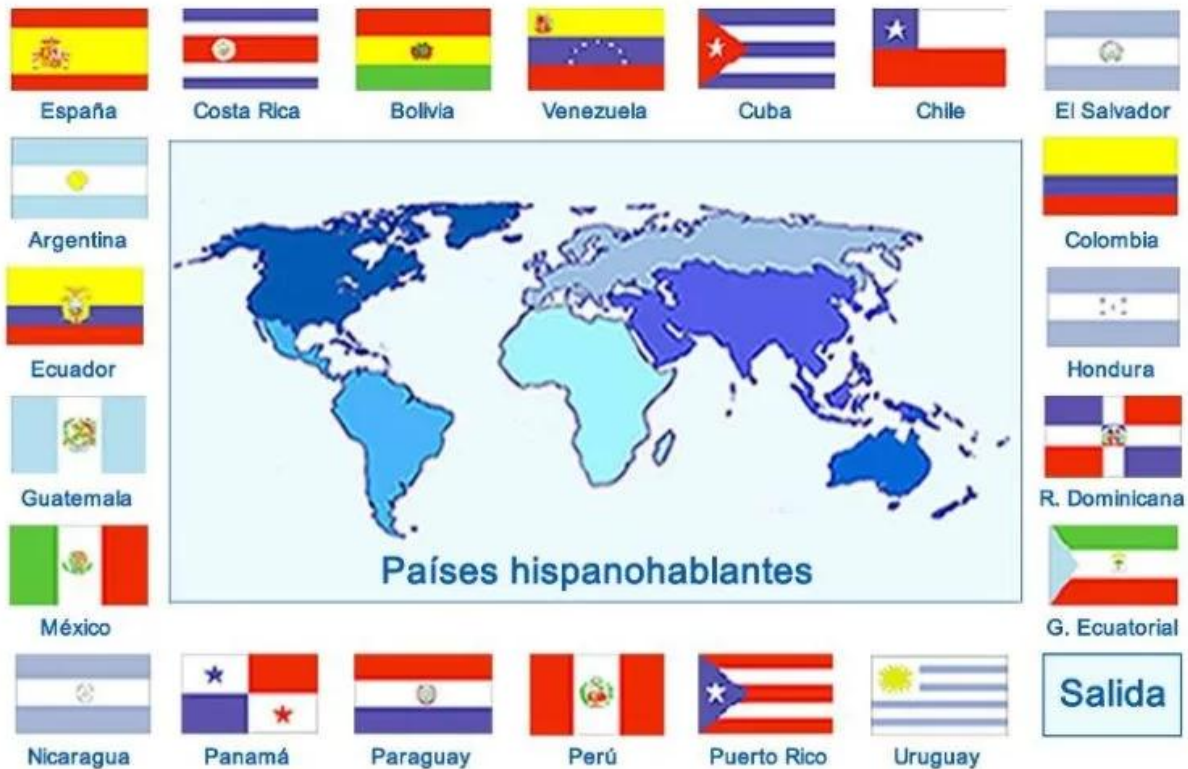 España
Costa Rica
Bolivia
Venezuela
Cuba
Chile
El Salvador
Argentina
Colombia
Ecuador
Hondura
Guatemala
R. Dominicana
Países hispanohablantes
México
G. Ecuatorial
Nicaragua
Panamá
Paraguay
Perú
Puerto Rico
Uruguay
Salida